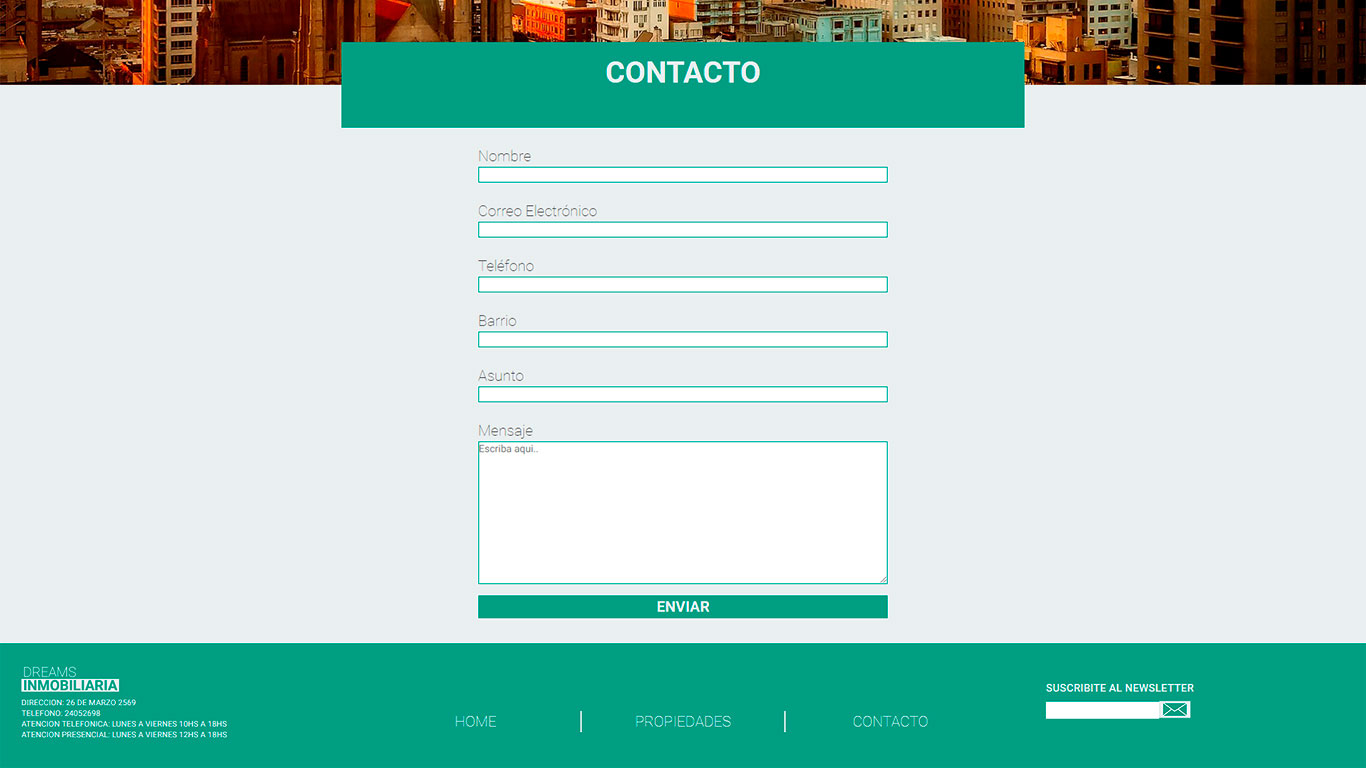 CONTACTO
Nombre
Correo Electrónico
Teléfono
Barrio
Asunto
Mensaje
Escriba aqui..
ENVIAR
DREAMS
INMOBILIARIA
DIRECCION: 26 DE MARZO 2569
TELEFONO: 24052698
ATENCION TELEFONICA: LUNES A VIERNES 10HS A 18HS
ATENCION PRESENCIAL: LUNES A VIERNES 12HS A 18HS
HOME
PROPIEDADES
CONTACTO
SUSCRIBITE AL NEWSLETTER